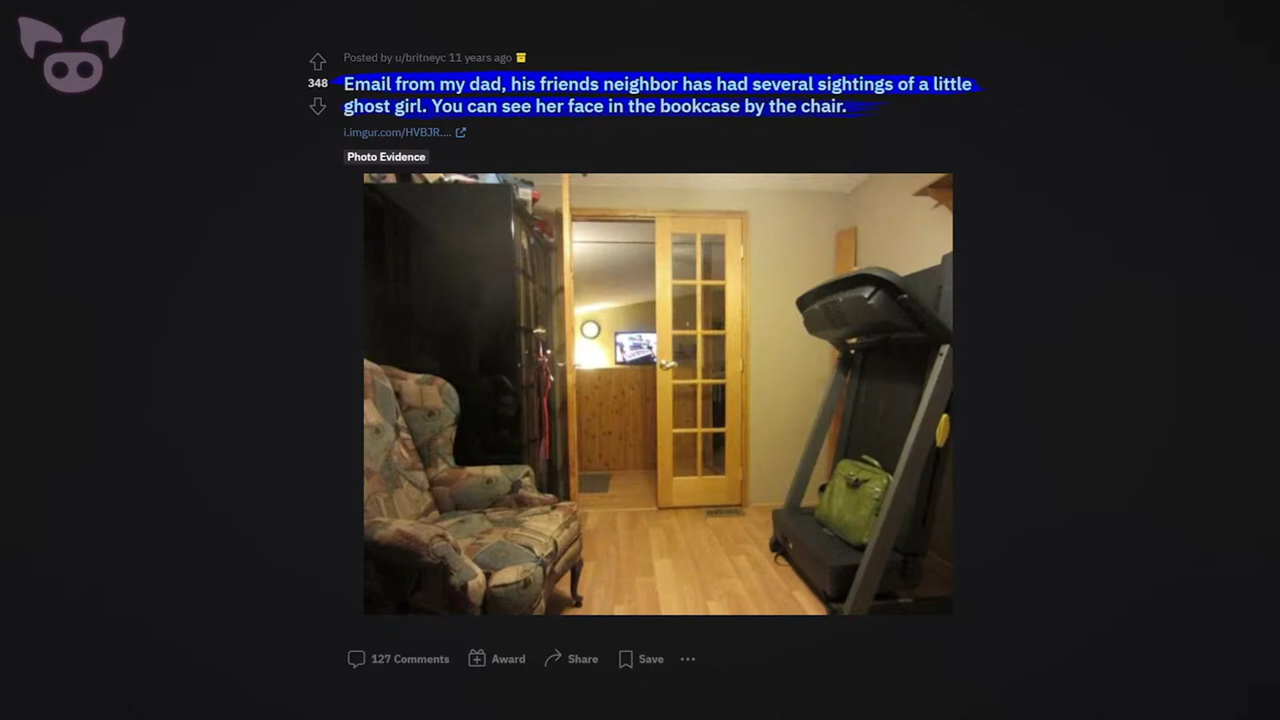 Posted by u/britneyc 11 years ago
348
Email from my dad, his friends neighbor has had several sightings of a little
ghost girl. You can see her face in the bookcase by the chair.
i.imgur.com/HVBJR....
Photo Evidence
127 Comments
Award
Share
Save